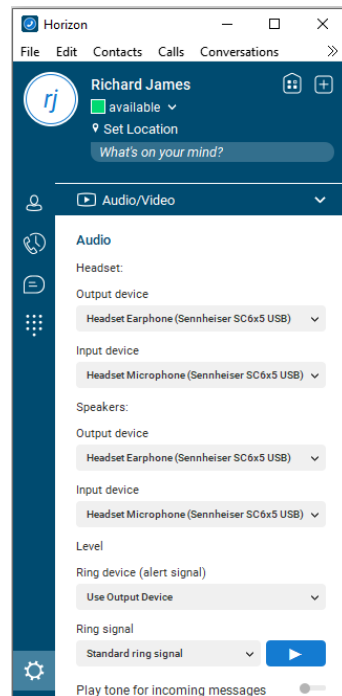 Horizon
File Edit Contacts Calls Conversations »
rj
Richard James
available
Set Location
What's on your mind?
Audio/Video
Audio
Headset:
Output device
Headset Earphone (Sennheiser SC6x5 USB)
Input device
Headset Microphone (Sennheiser SC6x5 USB)
Speakers:
Output device
Headset Earphone (Sennheiser SC6x5 USB)
Input device
Headset Microphone (Sennheiser SC6x5 USB)
Level
Ring device (alert signal)
Use Output Device
Ring signal
Standard ring signal
Play tone for incoming messages